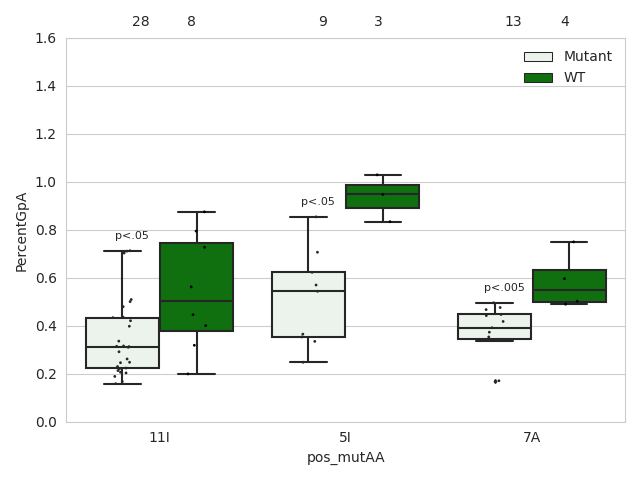 28 8 9 3 13 4
1.6
Mutant
WT
1.4
1.2
1.0
p<.05
0.8
p<.05
0.6
p<.005
0.4
0.2
0.0
PercentGpA
11I 5I 7A
pos_mutAA